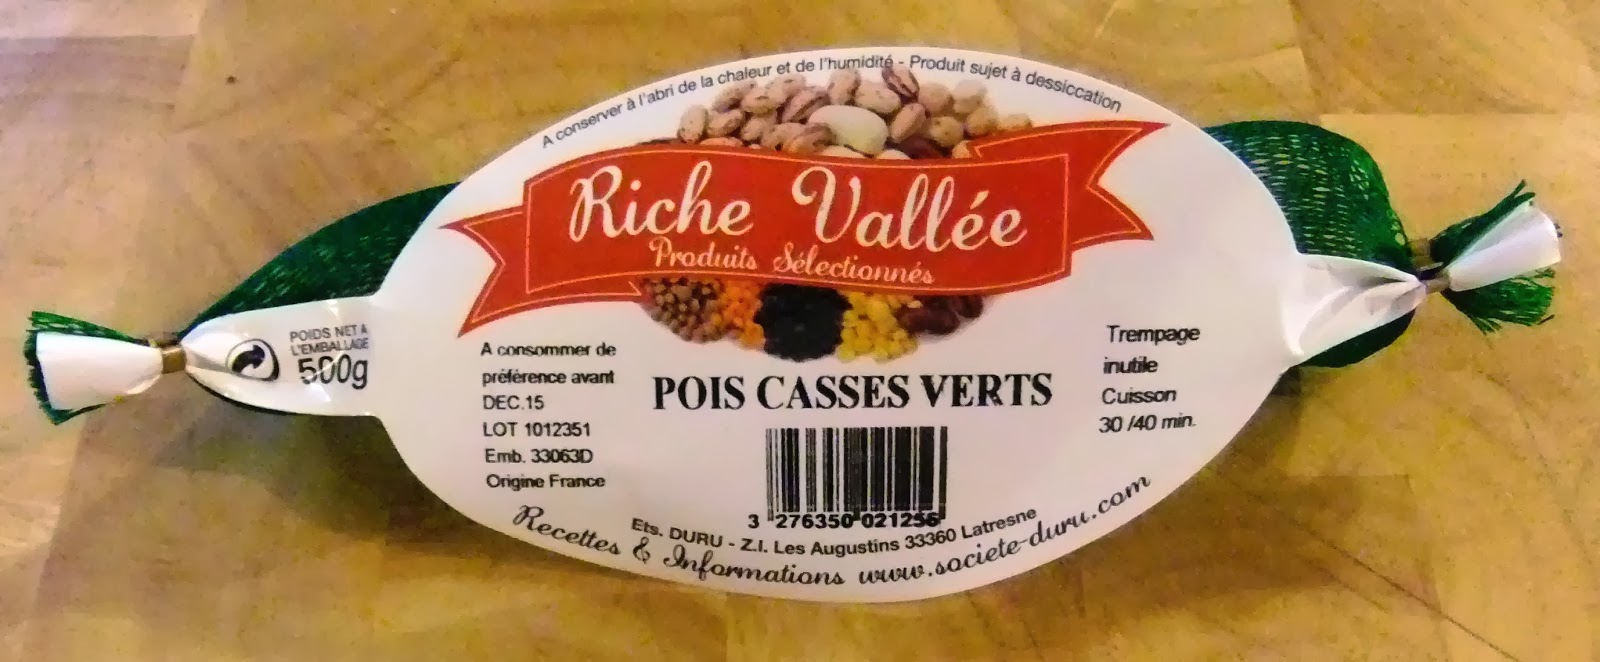 A conserver à l'abri de la chaleur et de l'humidité - Produit sujet à dessiccation
Riche Vallée
Produits Sélectionnés
POIDS NET A
L'EMBALLAGE
500g
A consommer de
préférence avant
DEC.15
LOT 1012351
Emb. 33063D
Origine France
POIS CASSES VERTS
Trempage
inutile
Cuisson
30 /40 min.
3 276350 021256
Ets. DURU - Z.I. Les Augustins 33360 Latresne
Recettes & Informations www.societe-duru.com